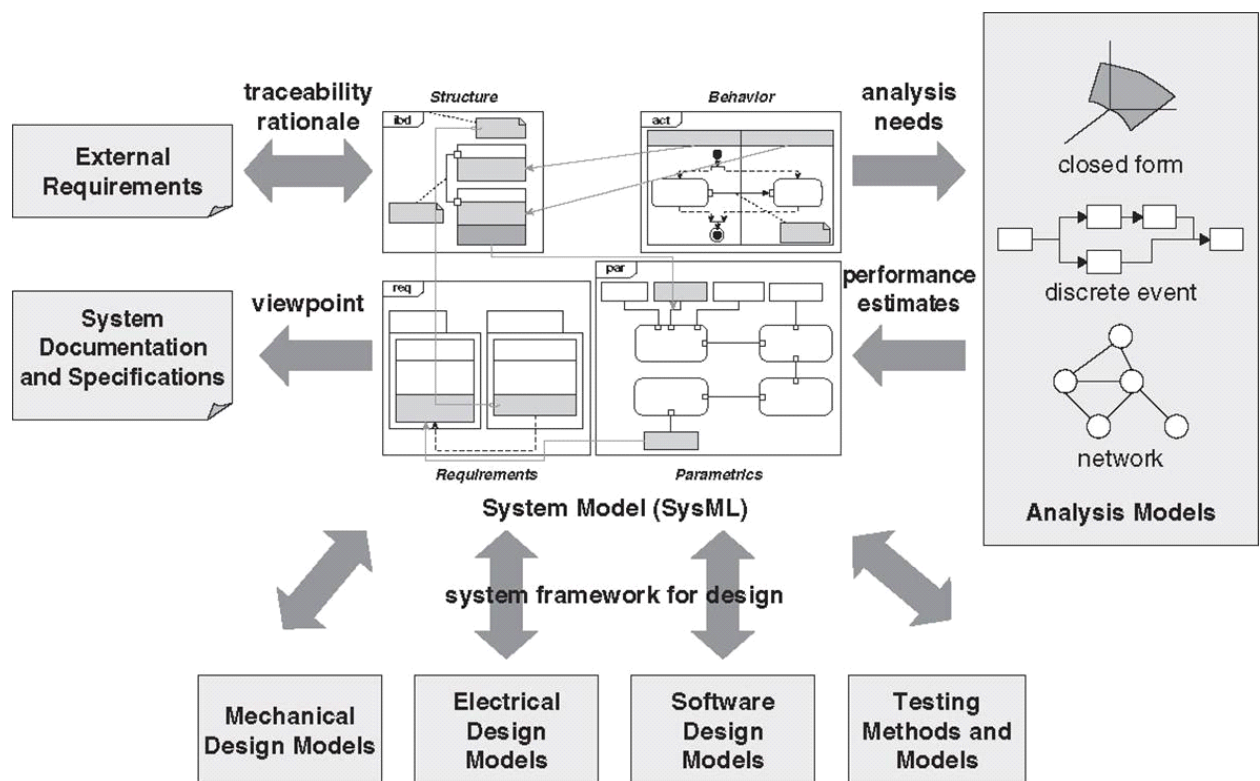 traceability
rationale
Structure
Behavior
analysis
needs
External
Requirements
ibd
act
closed form
System
Documentation
and Specifications
viewpoint
req
par
performance
estimates
discrete event
network
Requirements
Parametrics
System Model (SysML)
Analysis Models
system framework for design
Mechanical
Design Models
Electrical
Design
Models
Software
Design
Models
Testing
Methods and
Models